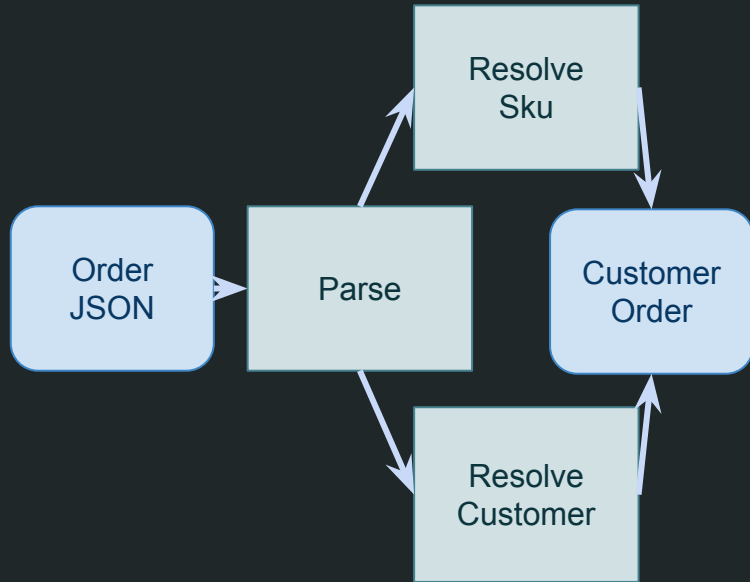 Resolve
Sku
Order
JSON
Parse
Customer
Order
Resolve
Customer